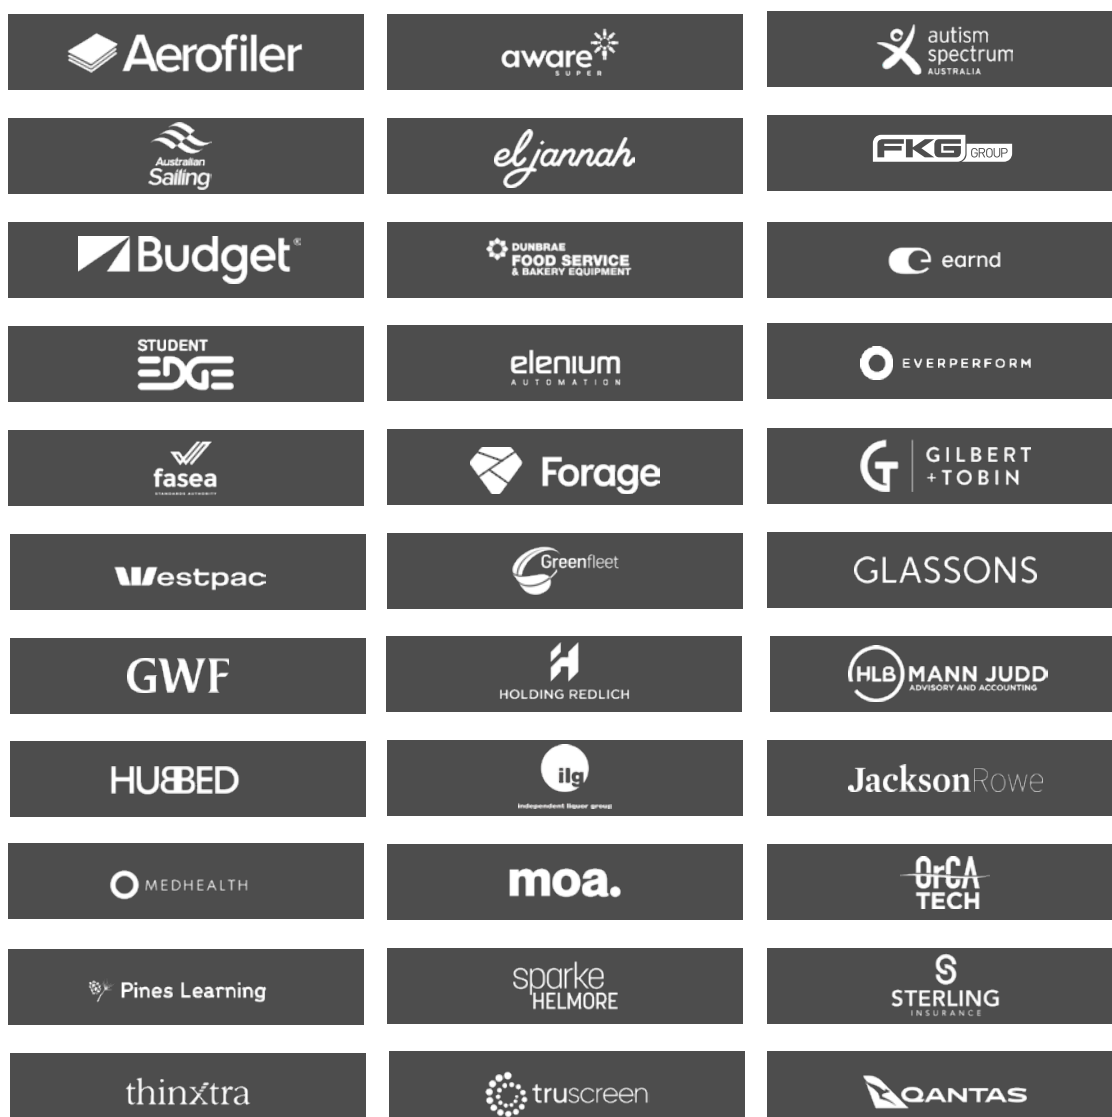 Aerofiler
aware
SUPER
autism
spectrum
AUSTRALIA
Australian
Sailing
el jannah
FKG GROUP
Budget®
DUNBRAE
FOOD SERVICE
& BAKERY EQUIPMENT
earnd
STUDENT
EDGE
elenium
AUTOMATION
EVERPERFORM
fasea
STANDARDS AUTHORITY
Forage
GT
GILBERT
+TOBIN
Westpac
Greenfleet
GLASSONS
GWF
H
HOLDING REDLICH
HLB MANN JUDD
ADVISORY AND ACCOUNTING
HUBBED
ilg
independent liquor group
JacksonRowe
MEDHEALTH
moa.
OrCA
TECH
Pines Learning
sparke
HELMORE
S
STERLING
INSURANCE
thinxtra
truscreen
QANTAS